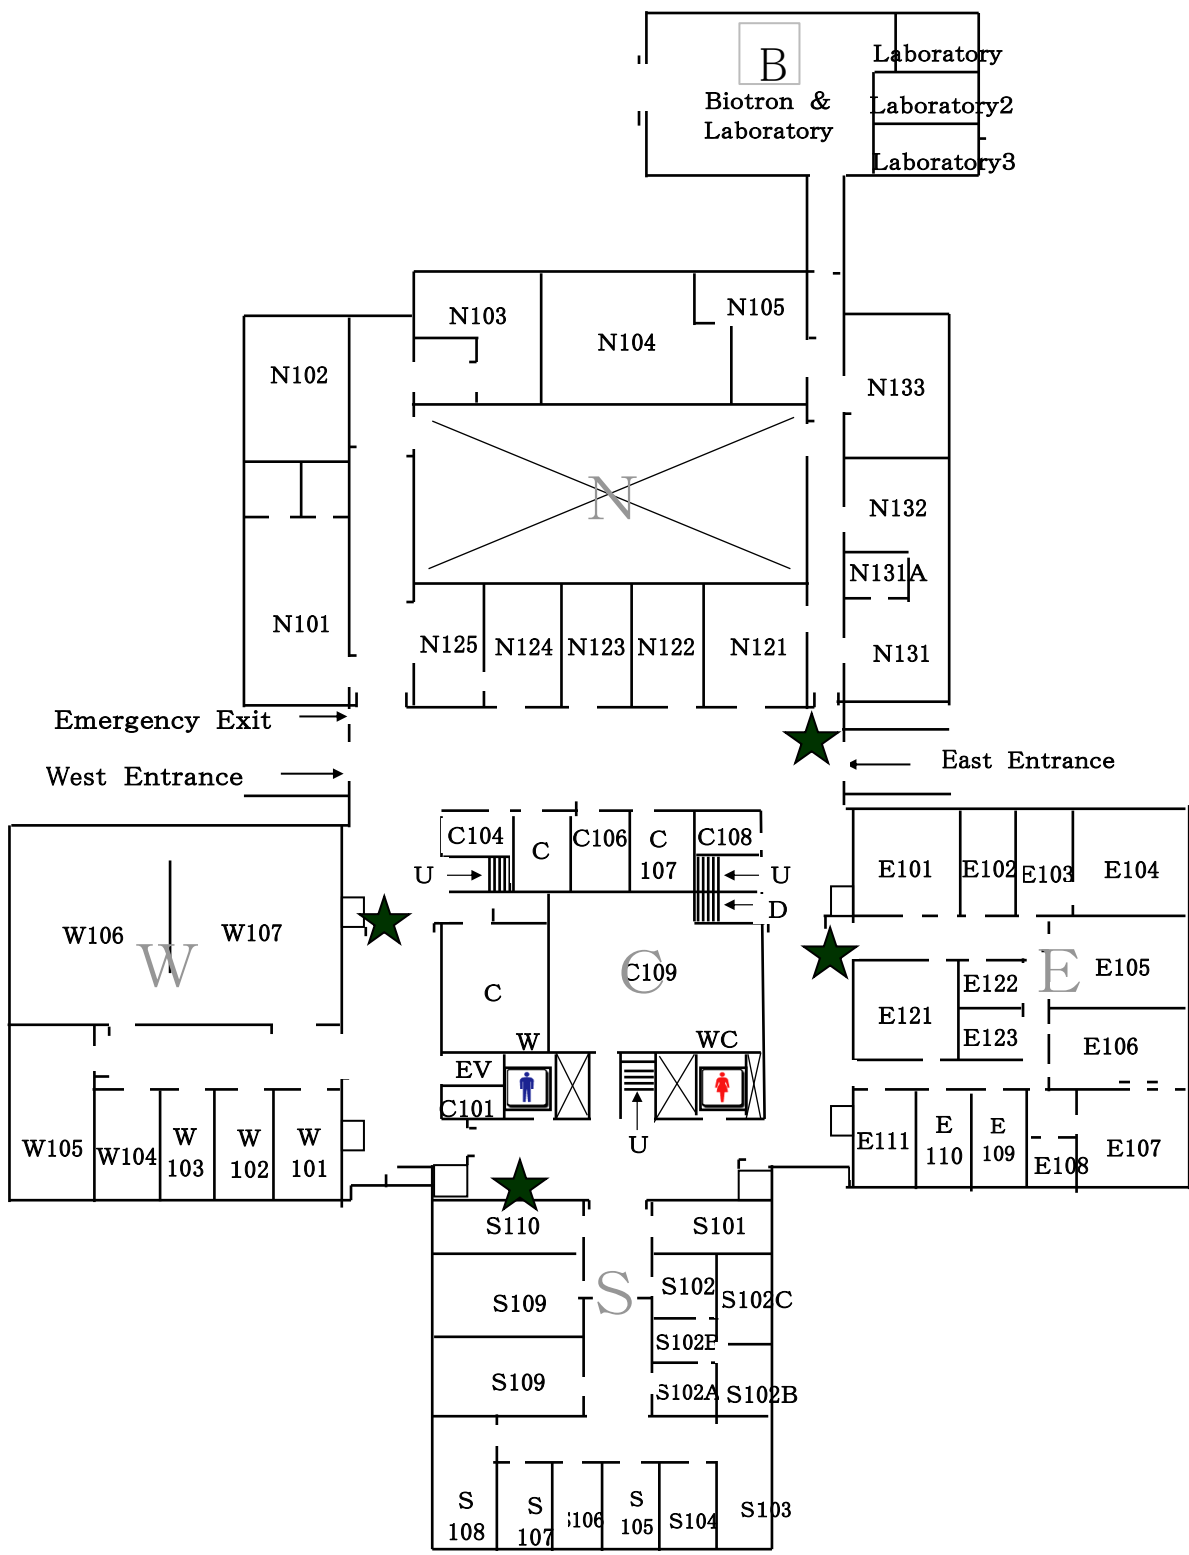 B
Laboratory
Biotron &
Laboratory
Laboratory2
Laboratory3
N103
N104
N105
N102
N133
N
N132
N131A
N101
N125
N124
N123
N122
N121
N131
Emergency Exit
West Entrance
East Entrance
C104
C
C106
C
107
C108
U
U
D
E101
E102
E103
E104
W106
W107
W
C
C
C109
E
E105
E121
E122
E123
E106
W
WC
EV
C101
U
W105
W104
W
103
W
102
W
101
E111
E
110
E
109
E108
E107
S110
S101
S
S109
S102
S102C
S109
S102A
S102B
S
108
S
107
S
105
S104
S103